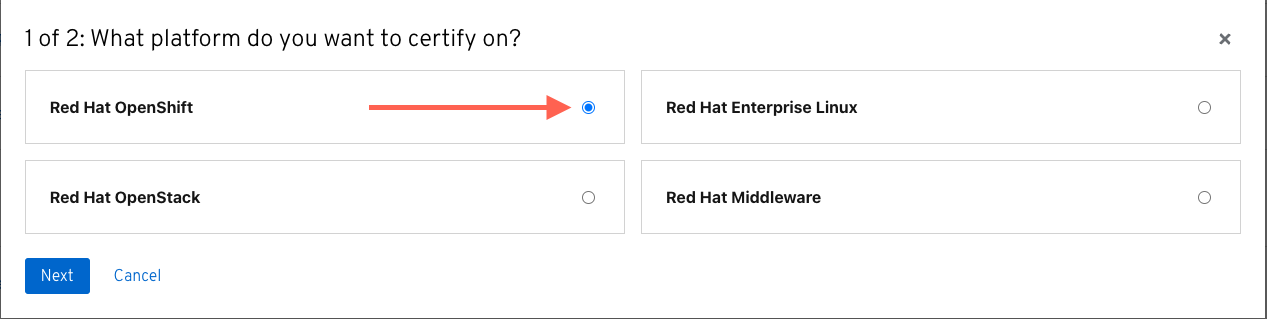 1 of 2: What platform do you want to certify on?
Red Hat OpenShift
Red Hat Enterprise Linux
Red Hat OpenStack
Red Hat Middleware
Next
Cancel